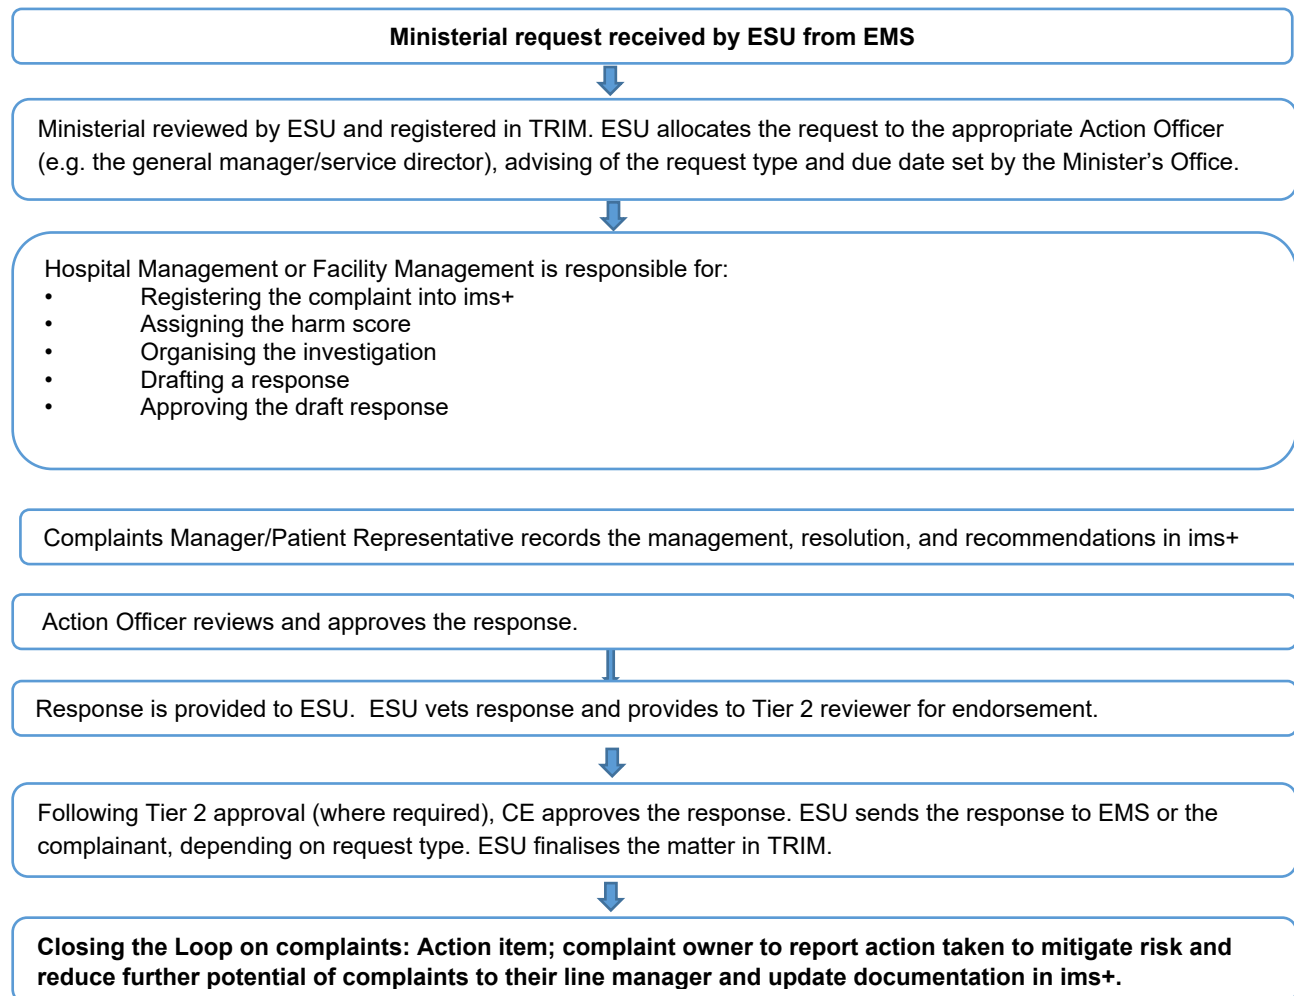 Ministerial request received by ESU from EMS
Ministerial reviewed by ESU and registered in TRIM. ESU allocates the request to the appropriate Action Officer
(e.g. the general manager/service director), advising of the request type and due date set by the Minister’s Office.
Hospital Management or Facility Management is responsible for:
• Registering the complaint into ims+
• Assigning the harm score
• Organising the investigation
• Drafting a response
• Approving the draft response
Complaints Manager/Patient Representative records the management, resolution, and recommendations in ims+
Action Officer reviews and approves the response.
Response is provided to ESU. ESU vets response and provides to Tier 2 reviewer for endorsement.
Following Tier 2 approval (where required), CE approves the response. ESU sends the response to EMS or the
complainant, depending on request type. ESU finalises the matter in TRIM.
Closing the Loop on complaints: Action item; complaint owner to report action taken to mitigate risk and
reduce further potential of complaints to their line manager and update documentation in ims+.